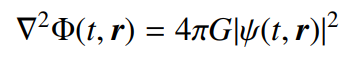 ∇²Φ(t, r) = 4πG|ψ(t, r)|²